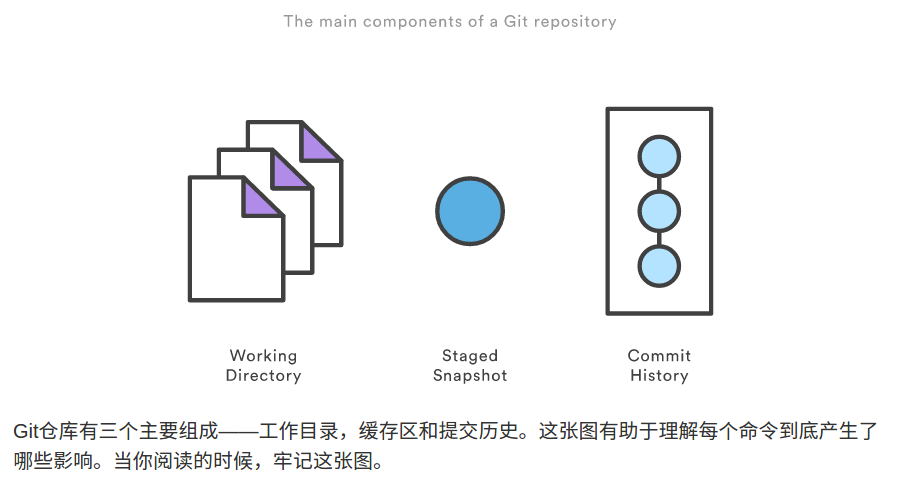 The main components of a Git repository
Working
Directory
Staged
Snapshot
Commit
History
Git仓库有三个主要组成——工作目录，缓存区和提交历史。这张图有助于理解每个命令到底产生了
哪些影响。当你阅读的时候，牢记这张图。